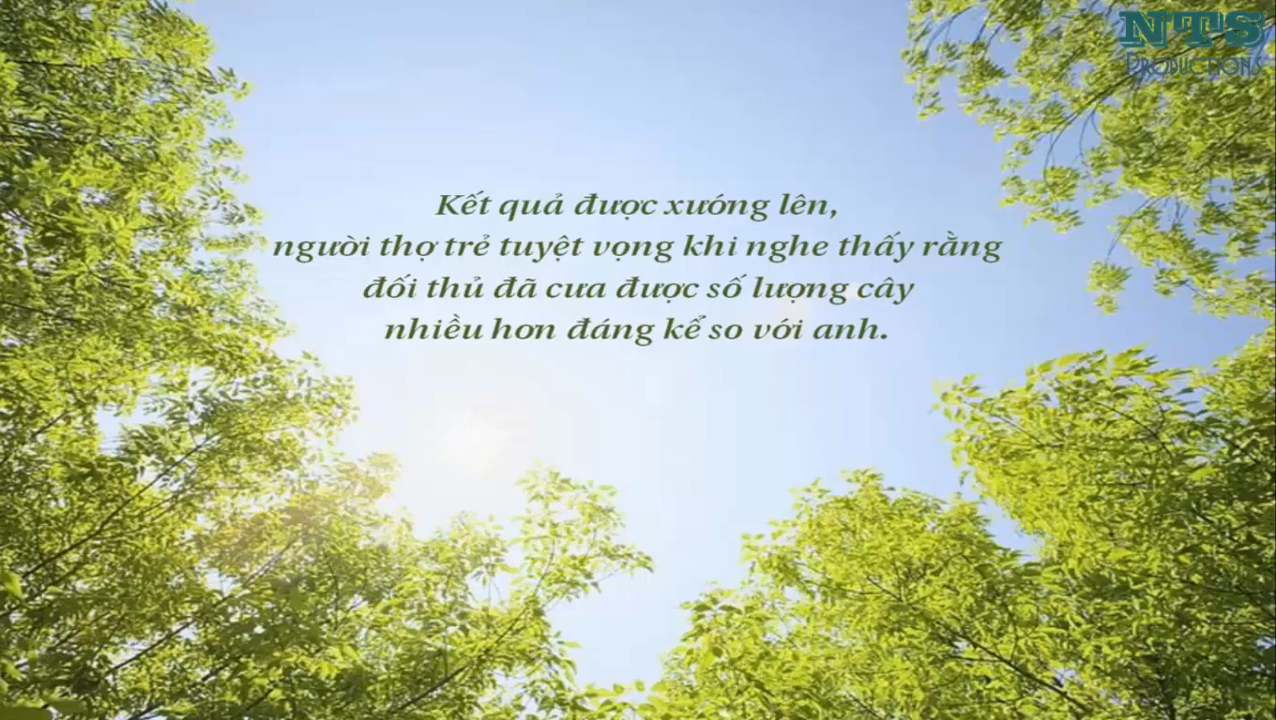 NTS
PRODUCTIONS
Kết quả được xướng lên,
người thợ trẻ tuyệt vọng khi nghe thấy rằng
đối thủ đã cưa được số lượng cây
nhiều hơn đáng kể so với anh.